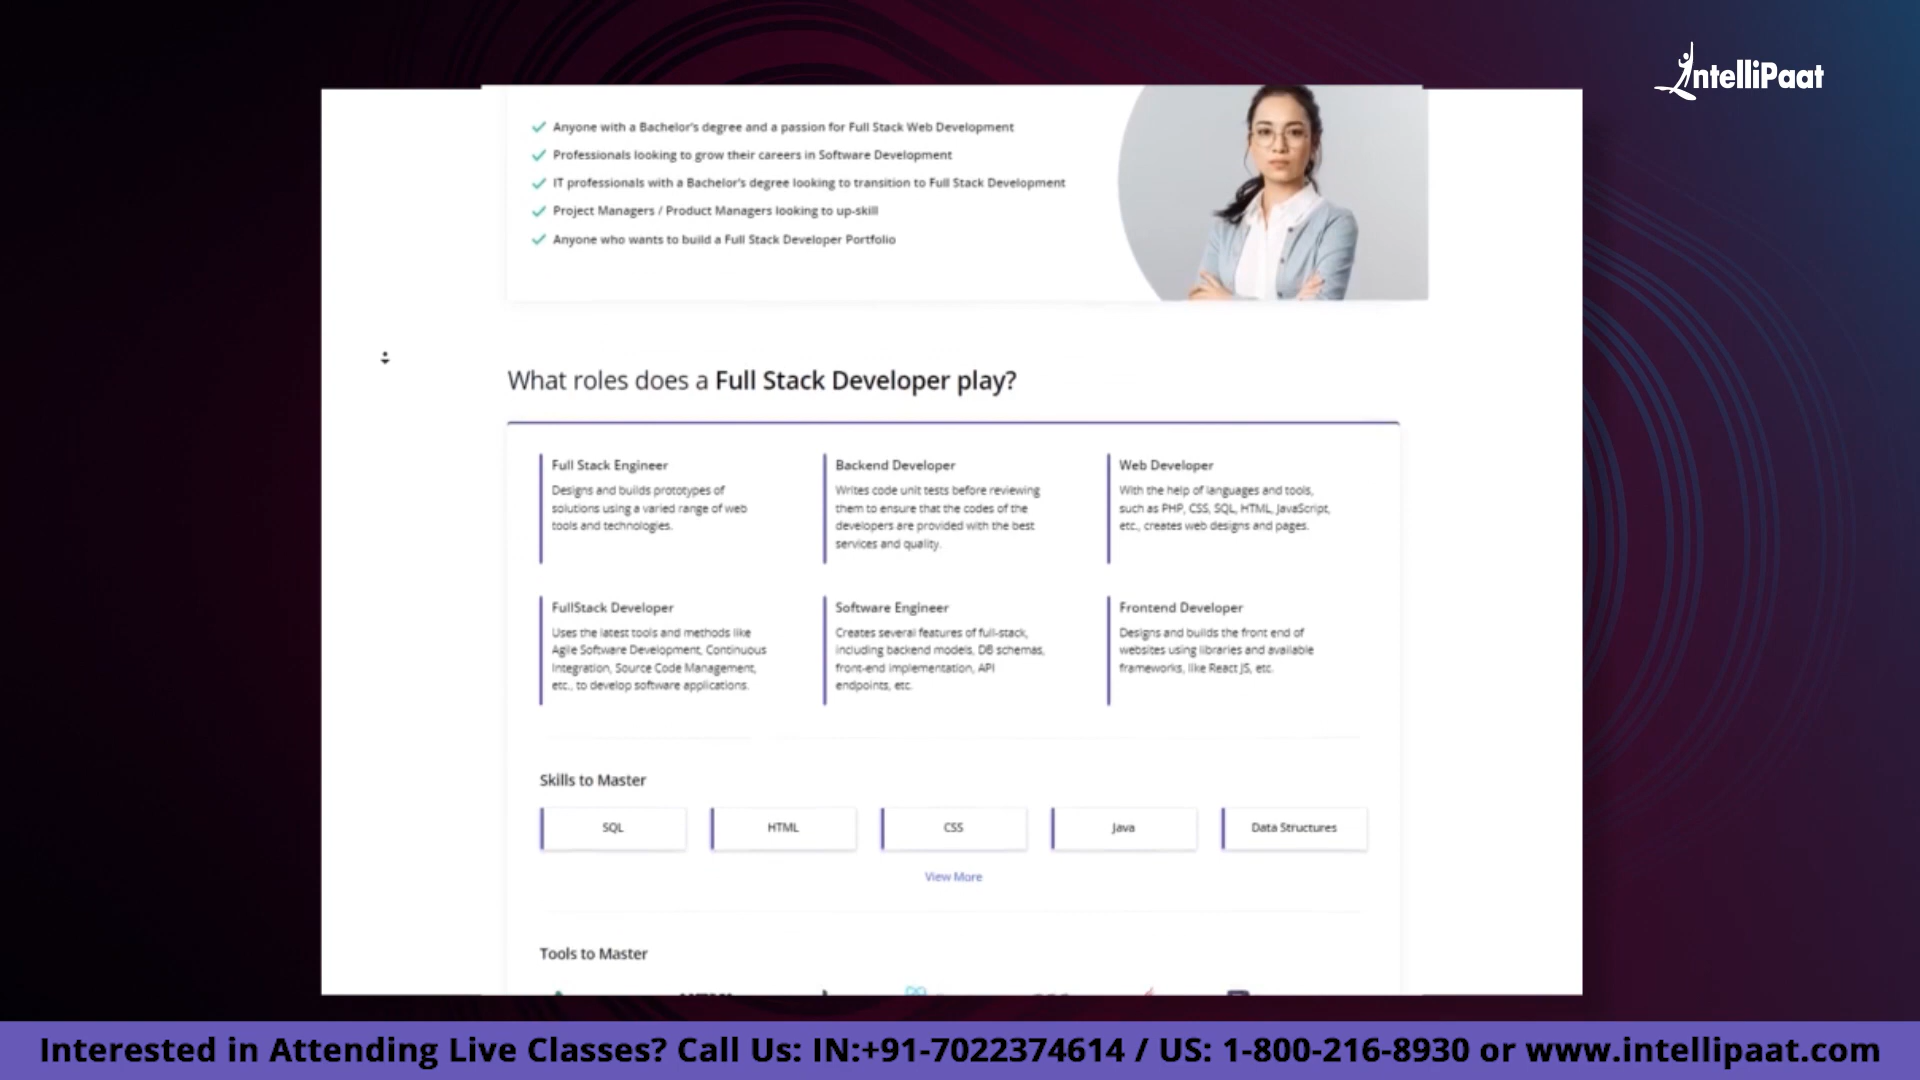 IntelliPaat
Anyone with a Bachelor's degree and a passion for Full Stack Web Development
Professionals looking to grow their careers in Software Development
IT professionals with a Bachelor's degree looking to transition to Full Stack Development
Project Managers / Product Managers looking to up-skill
Anyone who wants to build a Full Stack Developer Portfolio
What roles does a Full Stack Developer play?
Full Stack Engineer
Designs and builds prototypes of
solutions using a varied range of web
tools and technologies.
Backend Developer
Writes code unit tests before reviewing
them to ensure that the codes of the
developers are provided with the best
services and quality.
Web Developer
With the help of languages and tools,
such as PHP, CSS, SQL, HTML, JavaScript,
etc., creates web designs and pages.
FullStack Developer
Uses the latest tools and methods like
Agile Software Development, Continuous
Integration, Source Code Management,
etc., to develop software applications.
Software Engineer
Creates several features of full-stack,
including backend models, DB schemas,
front-end implementation, API
endpoints, etc.
Frontend Developer
Designs and builds the front end of
websites using libraries and available
frameworks, like React JS, etc.
Skills to Master
SQL
HTML
CSS
Java
Data Structures
View More
Tools to Master
Interested in Attending Live Classes? Call Us: IN:+91-7022374614 / US: 1-800-216-8930 or www.intellipaat.com